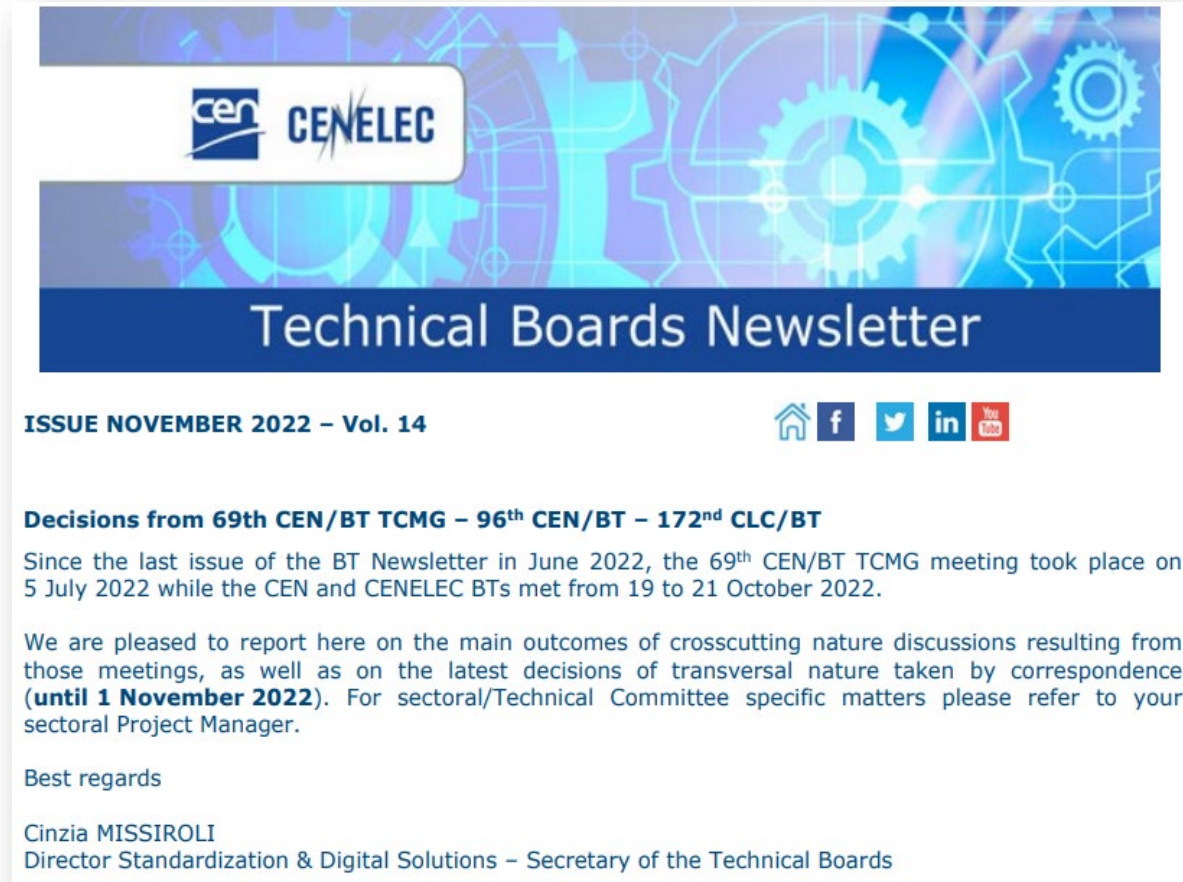 cen CENELEC
Technical Boards Newsletter
ISSUE NOVEMBER 2022 – Vol. 14
f in You Tube
Decisions from 69th CEN/BT TCMG – 96th CEN/BT – 172nd CLC/BT
Since the last issue of the BT Newsletter in June 2022, the 69th CEN/BT TCMG meeting took place on
5 July 2022 while the CEN and CENELEC BTs met from 19 to 21 October 2022.
We are pleased to report here on the main outcomes of crosscutting nature discussions resulting from
those meetings, as well as on the latest decisions of transversal nature taken by correspondence
(until 1 November 2022). For sectoral/Technical Committee specific matters please refer to your
sectoral Project Manager.
Best regards
Cinzia MISSIROLI
Director Standardization & Digital Solutions – Secretary of the Technical Boards